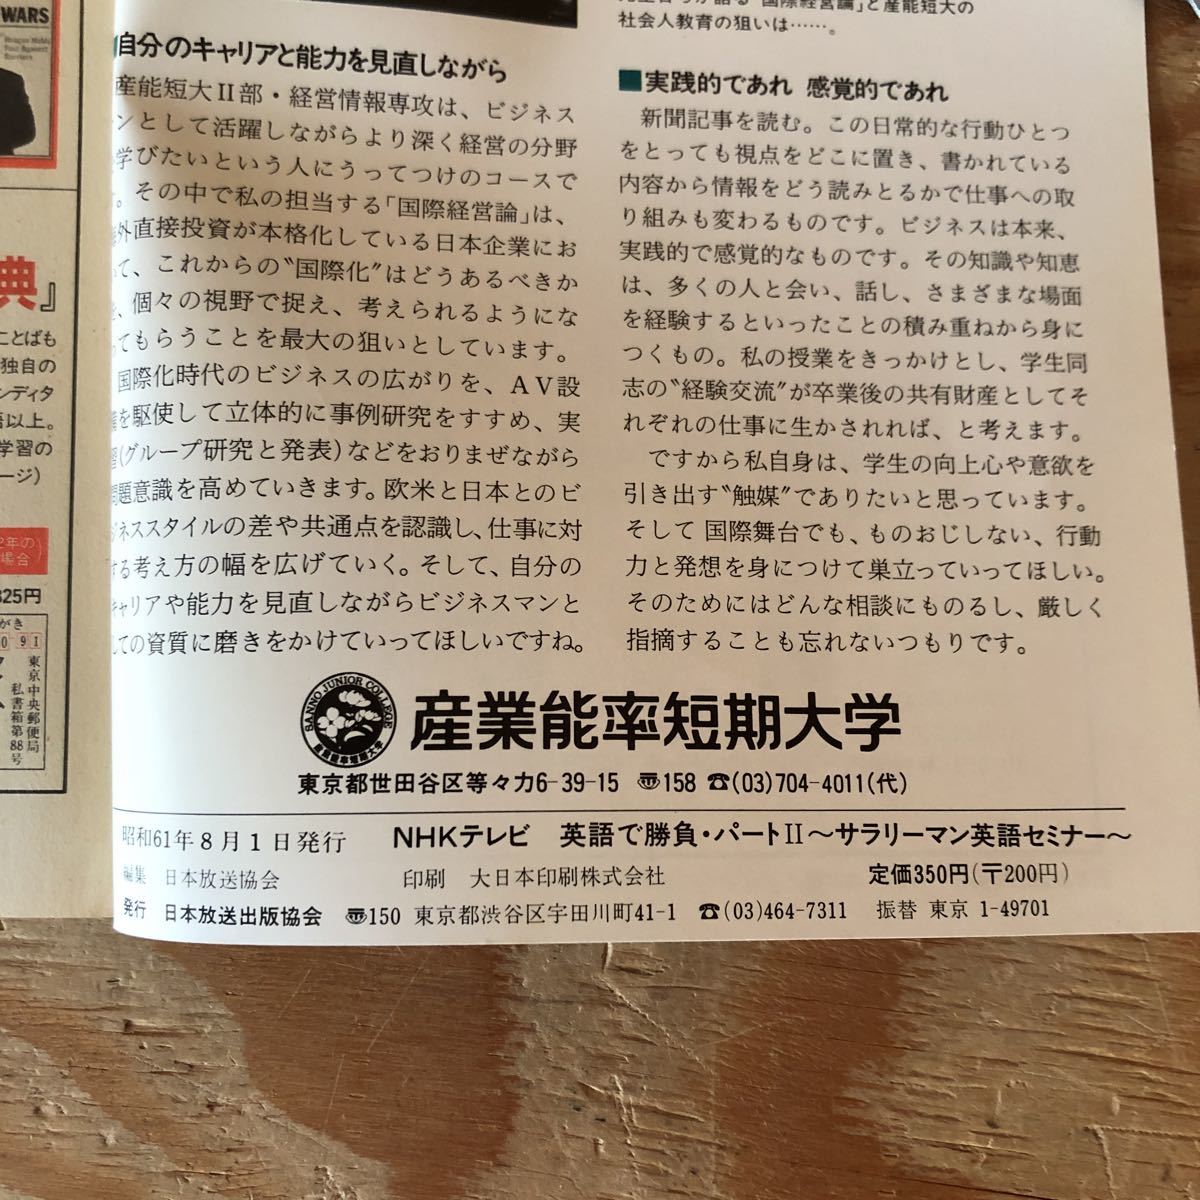 WARS
典』
ことば
独自の
ンディタ
語以上。
学習の
ージ)
2年の
場合
825円
がき
0 9 1
東京中央郵便局
私書箱第88号
社会人教育の狙いは……。
自分のキャリアと能力を見直しながら
産能短大Ⅱ部・経営情報専攻は、ビジネス
ンとして活躍しながらより深く経営の分野
学びたいという人にうってつけのコースで
。その中で私の担当する「国際経営論」は、
外直接投資が本格化している日本企業にお
て、これからの〝国際化〟はどうあるべきか
、個々の視野で捉え、考えられるようにな
てもらうことを最大の狙いとしています。
国際化時代のビジネスの広がりを、AV設
を駆使して立体的に事例研究をすすめ、実
(グループ研究と発表)などをおりまぜながら
問題意識を高めていきます。欧米と日本とのビ
ジネススタイルの差や共通点を認識し、仕事に対
する考え方の幅を広げていく。そして、自分の
キャリアや能力を見直しながらビジネスマンと
しての資質に磨きをかけていってほしいですね。
■実践的であれ 感覚的であれ
新聞記事を読む。この日常的な行動ひとつ
をとっても視点をどこに置き、書かれている
内容から情報をどう読みとるかで仕事への取
り組みも変わるものです。ビジネスは本来、
実践的で感覚的なものです。その知識や知恵
は、多くの人と会い、話し、さまざまな場面
を経験するといったことの積み重ねから身に
つくもの。私の授業をきっかけとし、学生同
志の〝経験交流〟が卒業後の共有財産としてそ
れぞれの仕事に生かされれば、と考えます。
ですから私自身は、学生の向上心や意欲を
引き出す〝触媒〟でありたいと思っています。
そして国際舞台でも、ものおじしない、行動
力と発想を身につけて巣立っていってほしい。
そのためにはどんな相談にものるし、厳しく
指摘することも忘れないつもりです。
SANNO JUNIOR COLLEGE
産業能率短期大学
産業能率短期大学
東京都世田谷区等々力6-39-15 〠158 ☎(03)704-4011(代)
昭和61年8月1日発行 NHKテレビ 英語で勝負・パートⅡ〜サラリーマン英語セミナー〜
編集 日本放送協会 印刷 大日本印刷株式会社 定価350円(〒200円)
発行 日本放送出版協会 〠150 東京都渋谷区宇田川町41-1 ☎(03)464-7311 振替 東京 1-49701